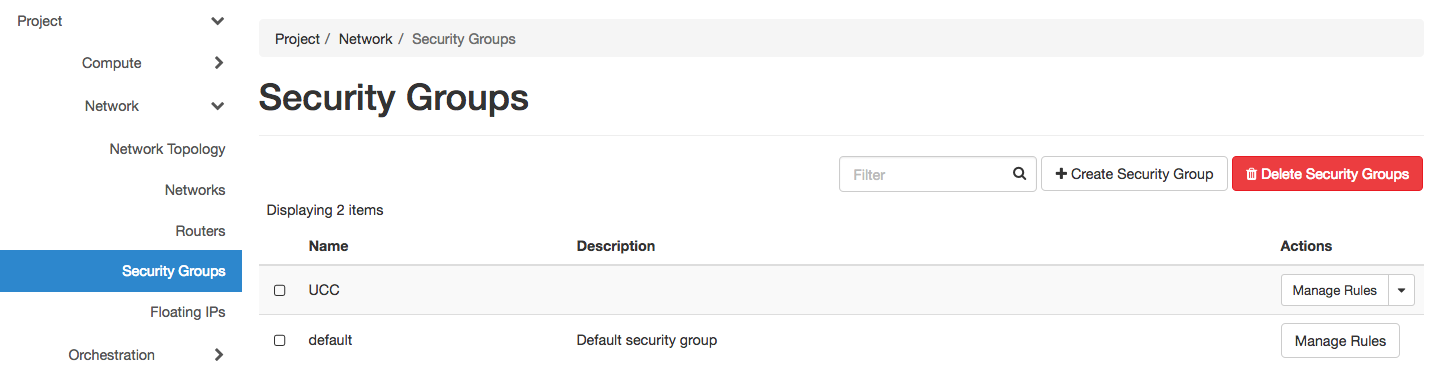 Project
Compute
Network
Network Topology
Networks
Routers
Security Groups
Floating IPs
Orchestration
Project / Network / Security Groups
Security Groups
Filter
Create Security Group
Delete Security Groups
Displaying 2 items
Name Description Actions
UCC Manage Rules
default Default security group Manage Rules